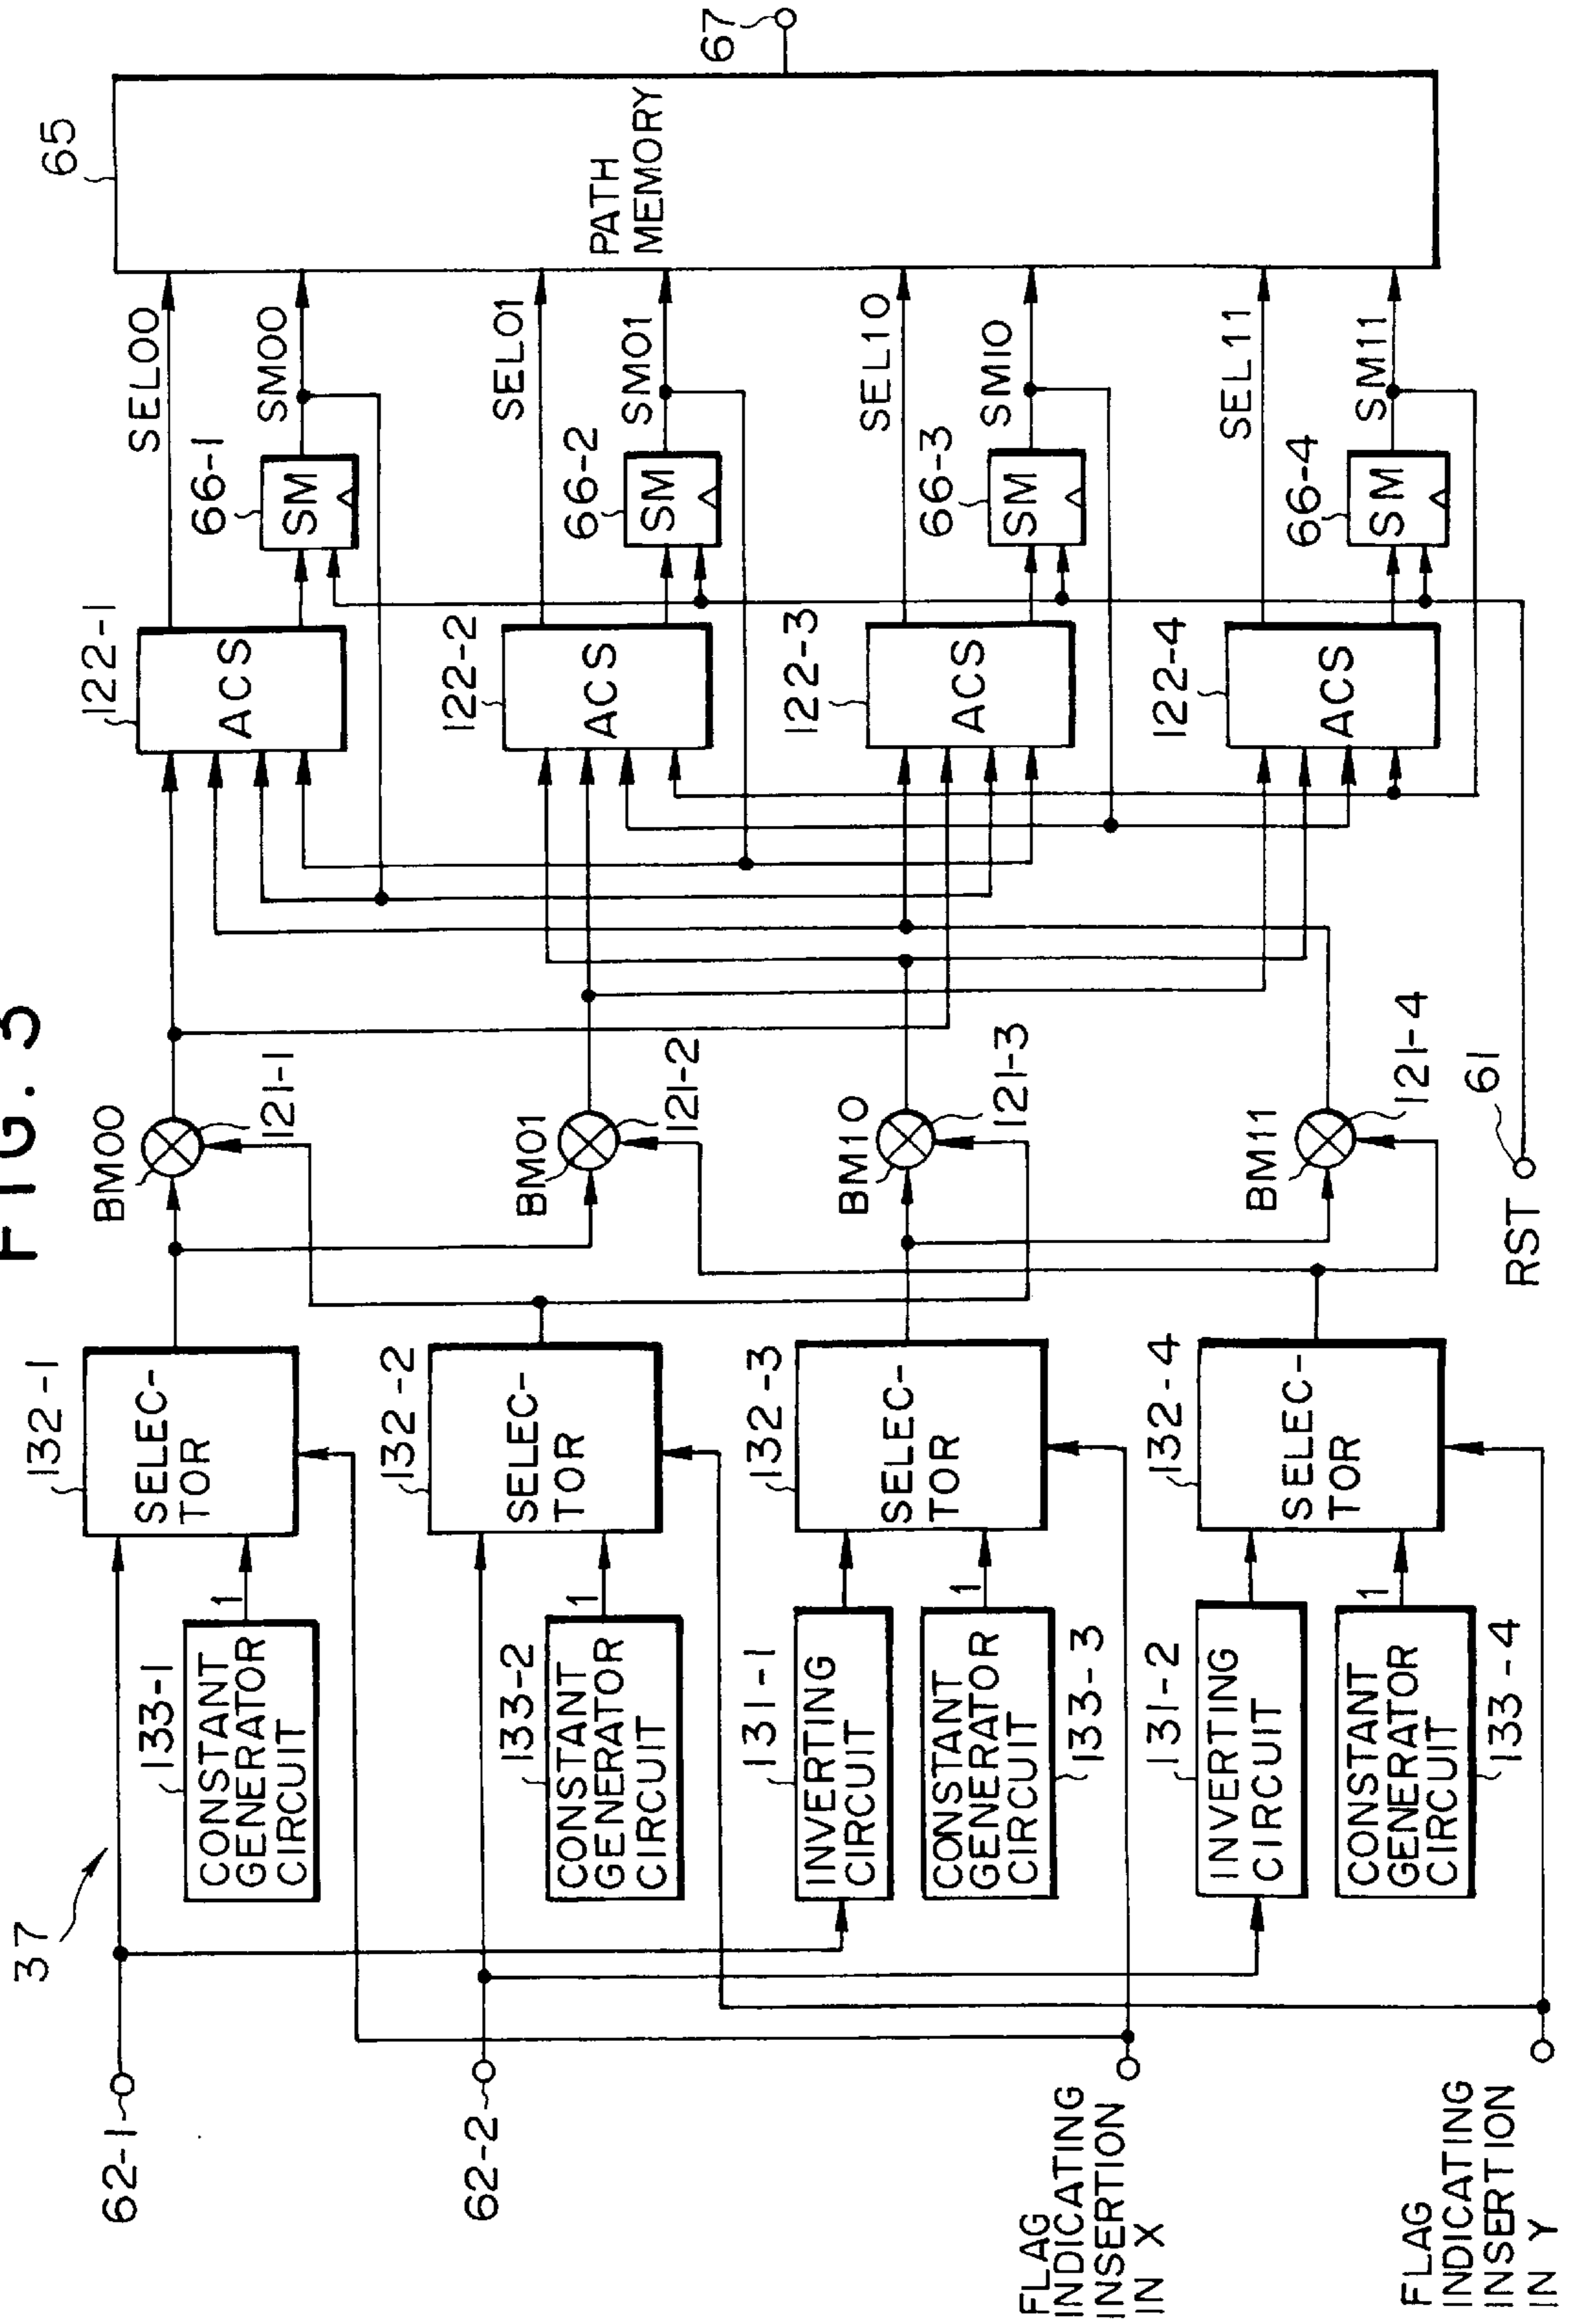 FIG. 3
37
62-1
62-2
FLAG
INDICATING
INSERTION
IN X
FLAG
INDICATING
INSERTION
IN Y
133-1
CONSTANT
GENERATOR
CIRCUIT
1
133-2
CONSTANT
GENERATOR
CIRCUIT
1
131-1
INVERTING
CIRCUIT
CONSTANT
GENERATOR
CIRCUIT
1
133-3
131-2
INVERTING
CIRCUIT
CONSTANT
GENERATOR
CIRCUIT
1
133-4
132-1
SELEC-
TOR
132-2
SELEC-
TOR
132-3
SELEC-
TOR
132-4
SELEC-
TOR
BM00
121-1
BM01
121-2
BM10
121-3
BM11
121-4
RST
61
122-1
ACS
122-2
ACS
122-3
ACS
122-4
ACS
66-1
SM
66-2
SM
66-3
SM
66-4
SM
SEL00
SM00
SEL01
SM01
SEL10
SM10
SEL11
SM11
65
PATH
MEMORY
67